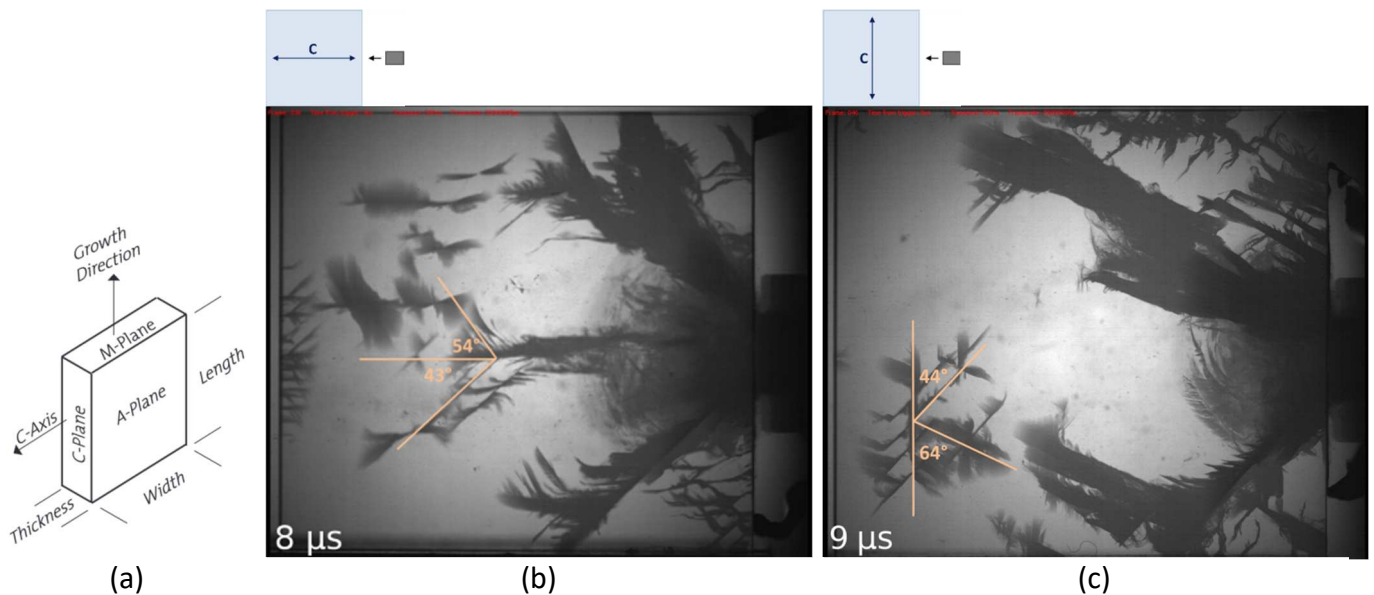 Growth
Direction
M-Plane
A-Plane
C-Plane
C-Axis
Length
Width
Thickness
(a)
C
54°
43°
8 µs
(b)
C
44°
64°
9 µs
(c)